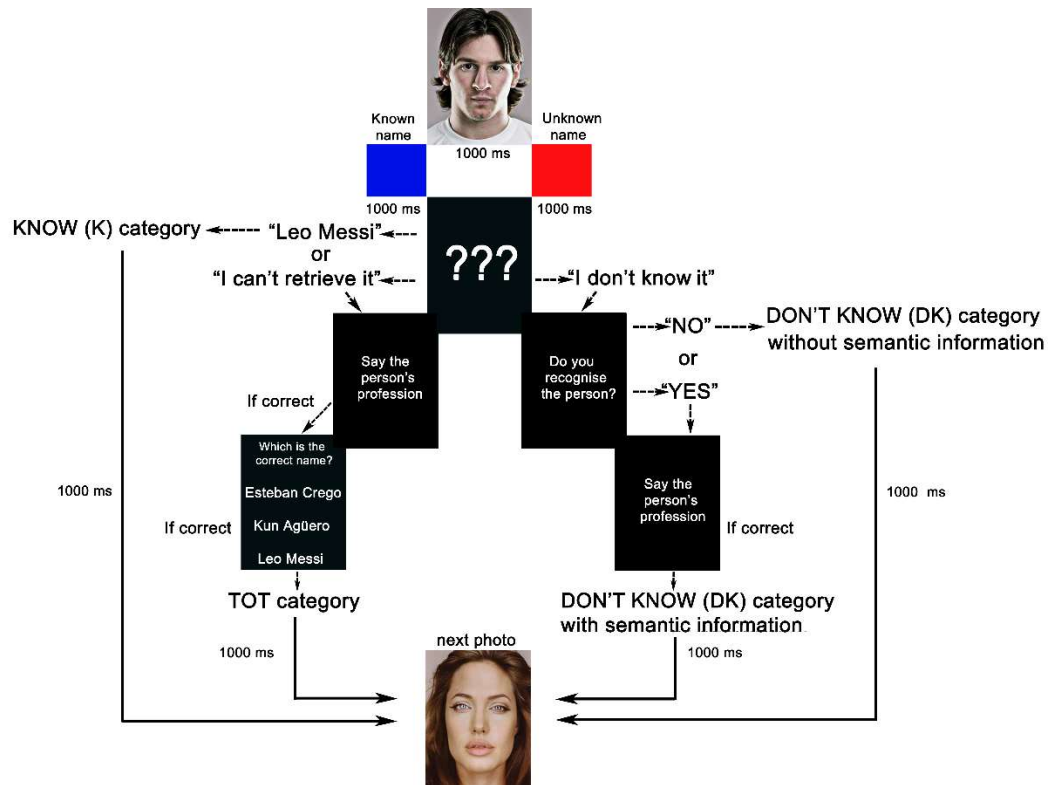 Known
name
Unknown
name
1000 ms
1000 ms
1000 ms
KNOW (K) category
“Leo Messi”
or
“I can’t retrieve it”
???
“I don’t know it”
“NO”
or
“YES”
DON’T KNOW (DK) category
without semantic information
Say the
person’s
profession
Do you
recognise
the person?
If correct
Which is the
correct name?
Esteban Crego
Kun Agüero
Leo Messi
If correct
Say the
person’s
profession
If correct
1000 ms
1000 ms
TOT category
DON’T KNOW (DK) category
with semantic information
1000 ms
next photo
1000 ms